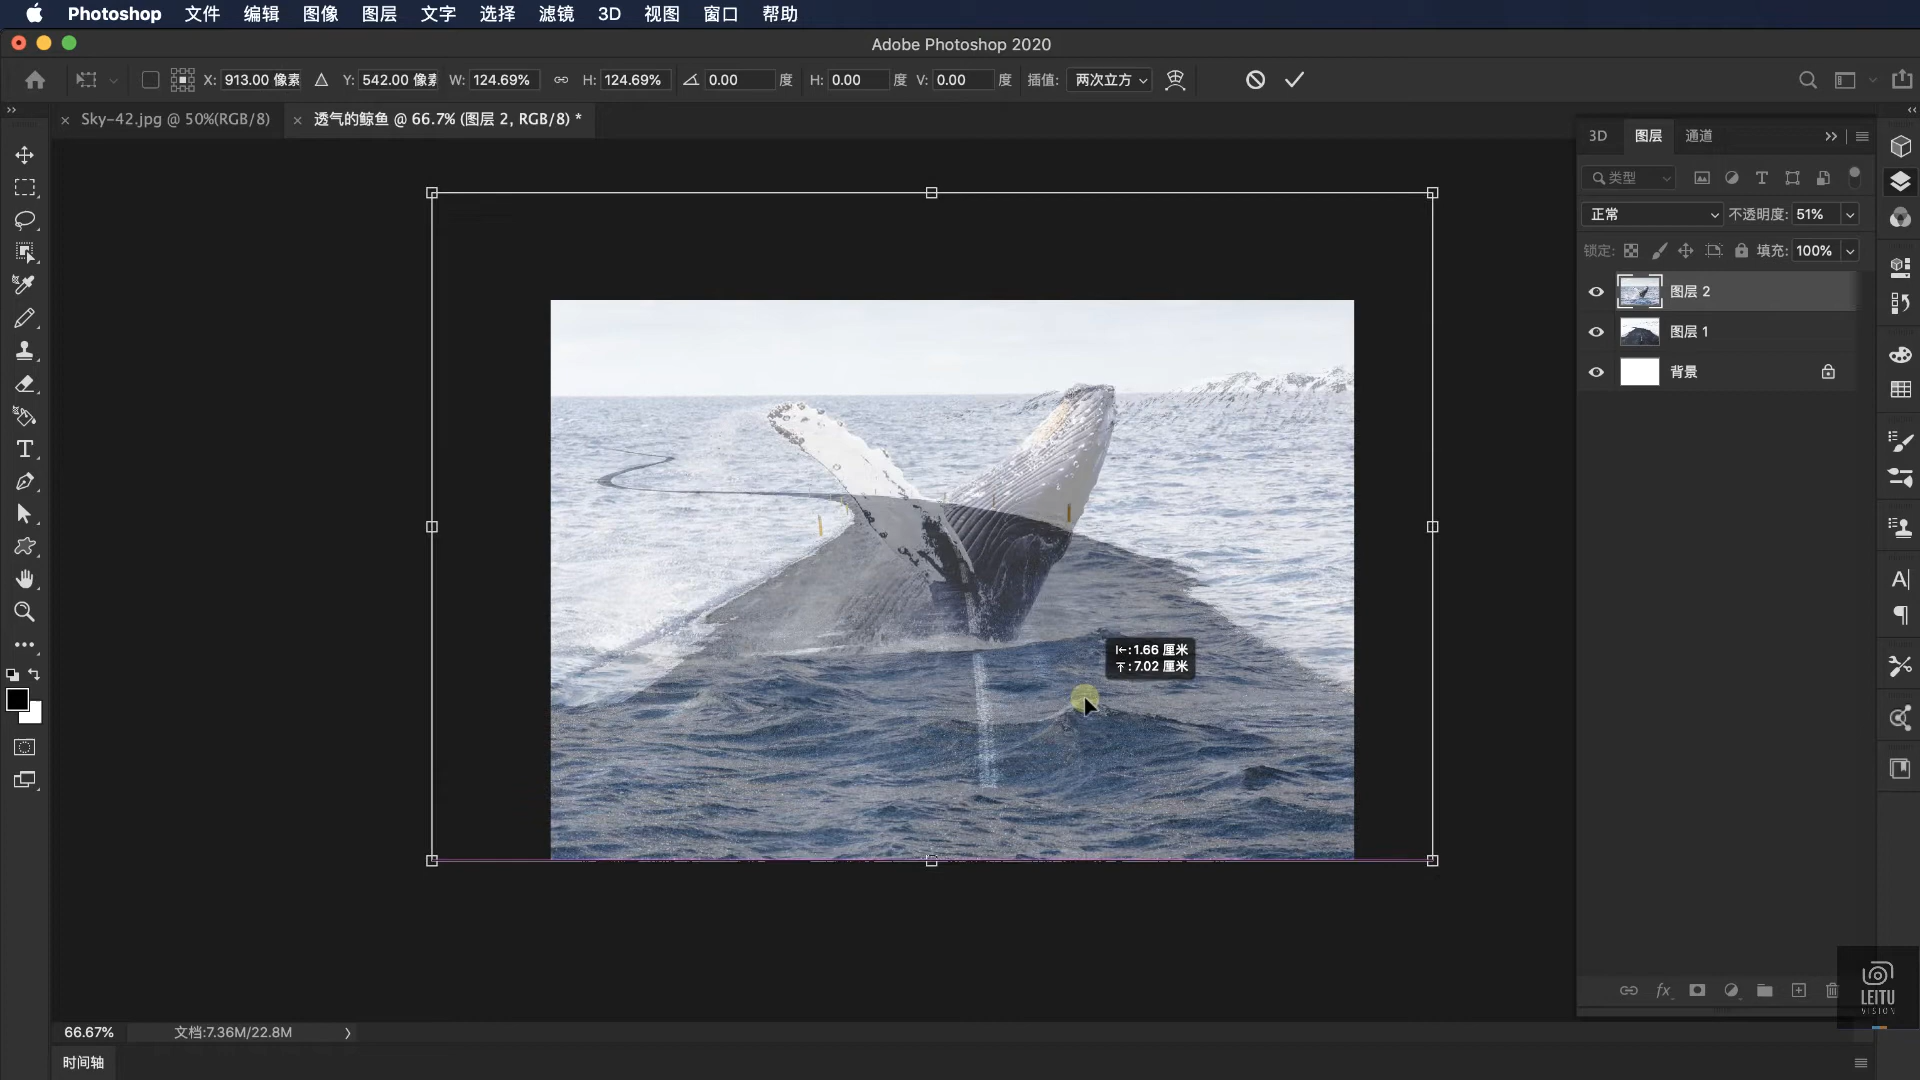 Photoshop 文件 编辑 图像 图层 文字 选择 滤镜 3D 视图 窗口 帮助
Adobe Photoshop 2020
X: 913.00 像素 Y: 542.00 像素 W: 124.69% H: 124.69% 0.00 度 H: 0.00 度 V: 0.00 度 插值: 两次立方
Sky-42.jpg @ 50%(RGB/8) 透气的鲸鱼 @ 66.7% (图层 2, RGB/8) *
3D 图层 通道
类型
正常 不透明度: 51%
锁定: 填充: 100%
图层 2
图层 1
背景
:1.66 厘米
:7.02 厘米
LEITU
VISION
66.67% 文档:7.36M/22.8M
时间轴